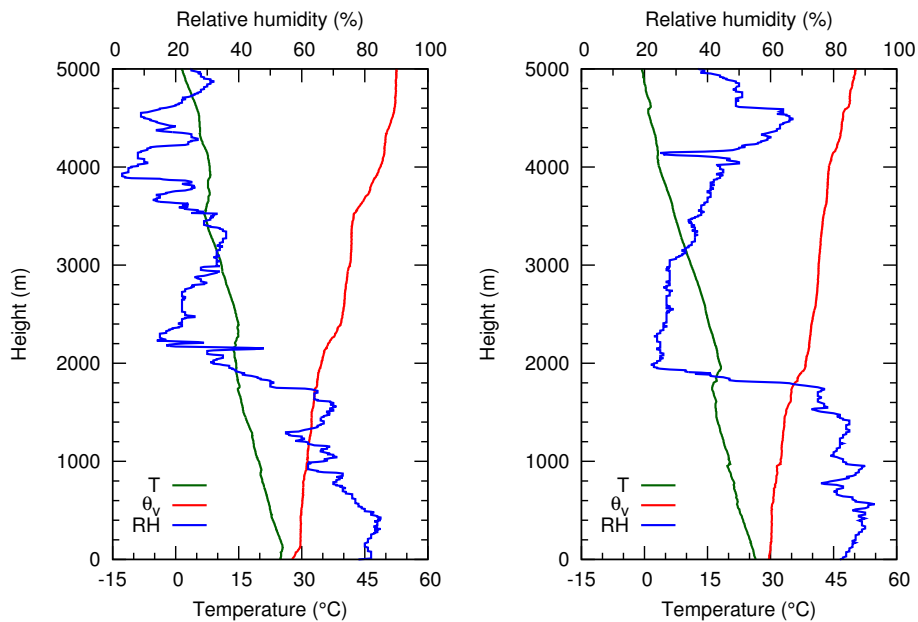 Relative humidity (%)
0 20 40 60 80 100
5000
4000
3000
2000
1000
0
Height (m)
T
θv
RH
-15 0 15 30 45 60
Temperature (°C)
Relative humidity (%)
0 20 40 60 80 100
5000
4000
3000
2000
1000
0
Height (m)
T
θv
RH
-15 0 15 30 45 60
Temperature (°C)